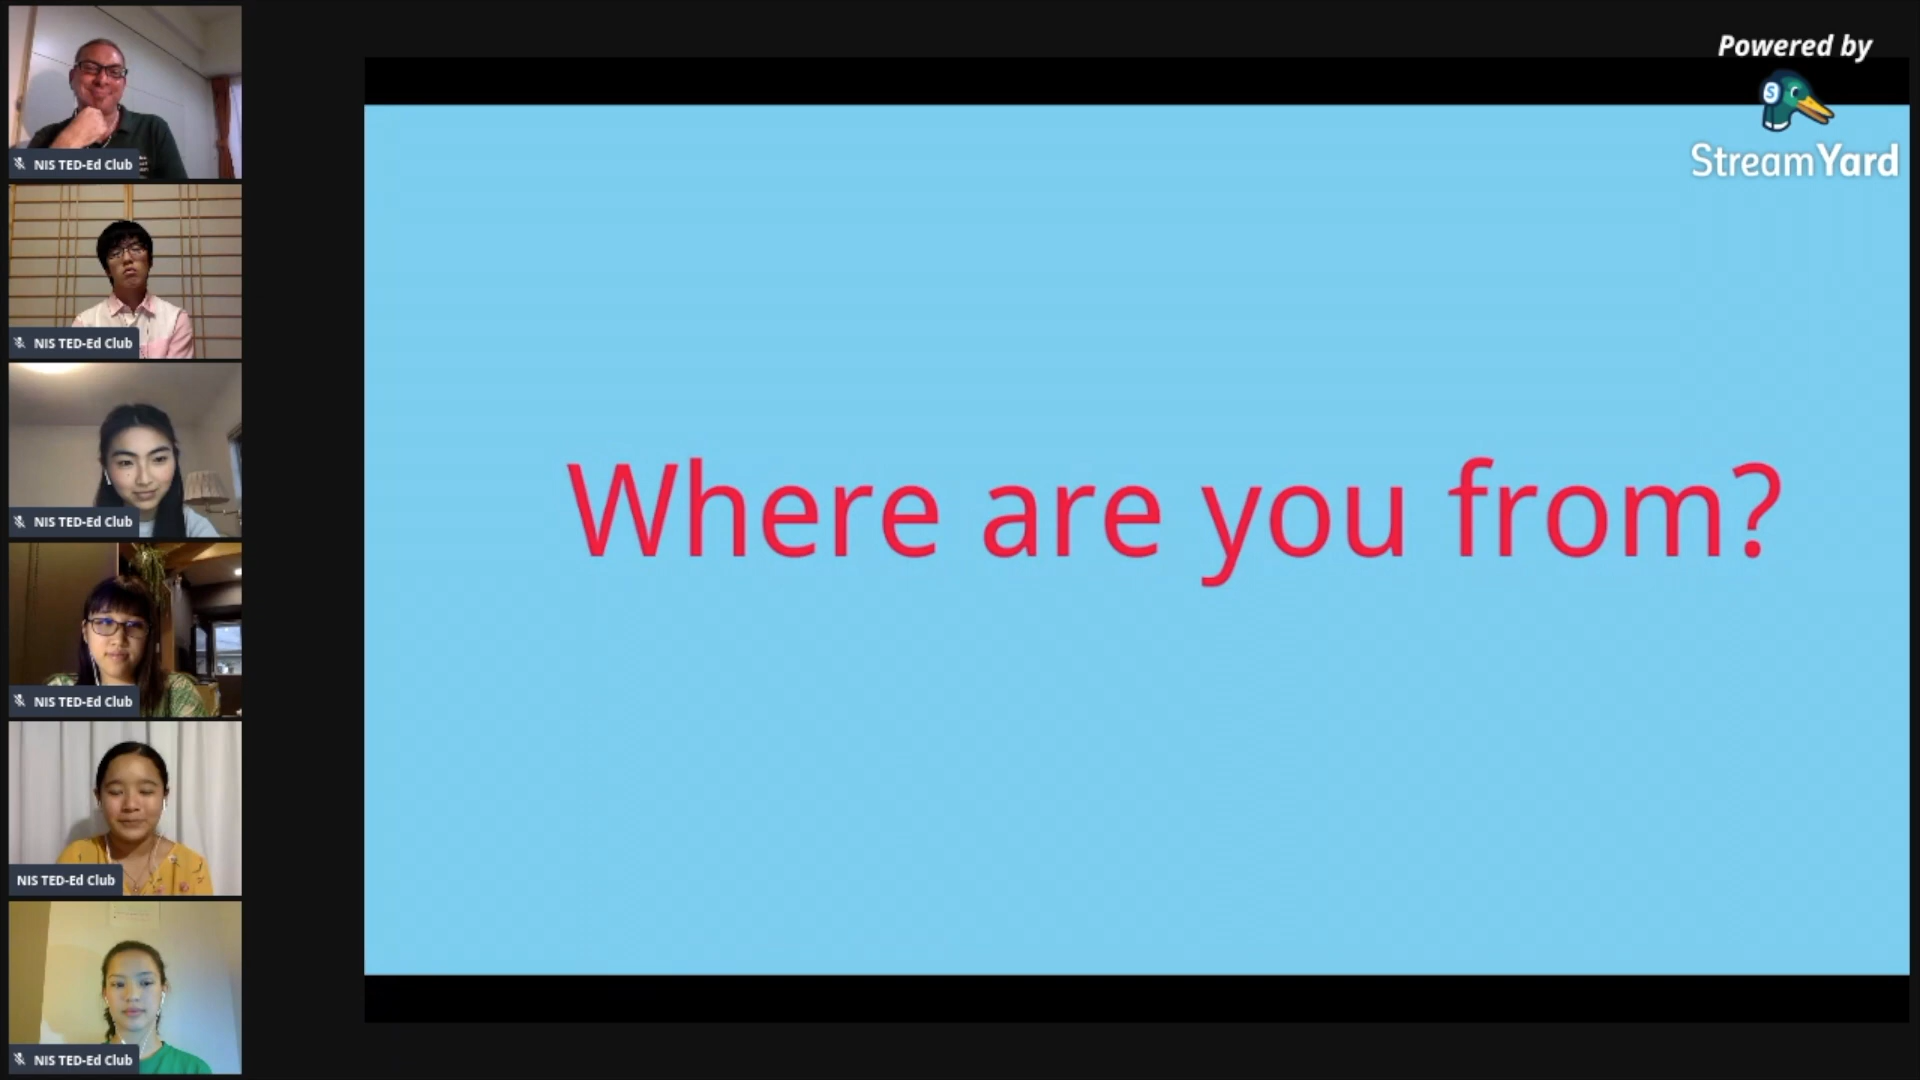 NIS TED-Ed Club
NIS TED-Ed Club
NIS TED-Ed Club
NIS TED-Ed Club
NIS TED-Ed Club
NIS TED-Ed Club
Where are you from?
Powered by
S
StreamYard